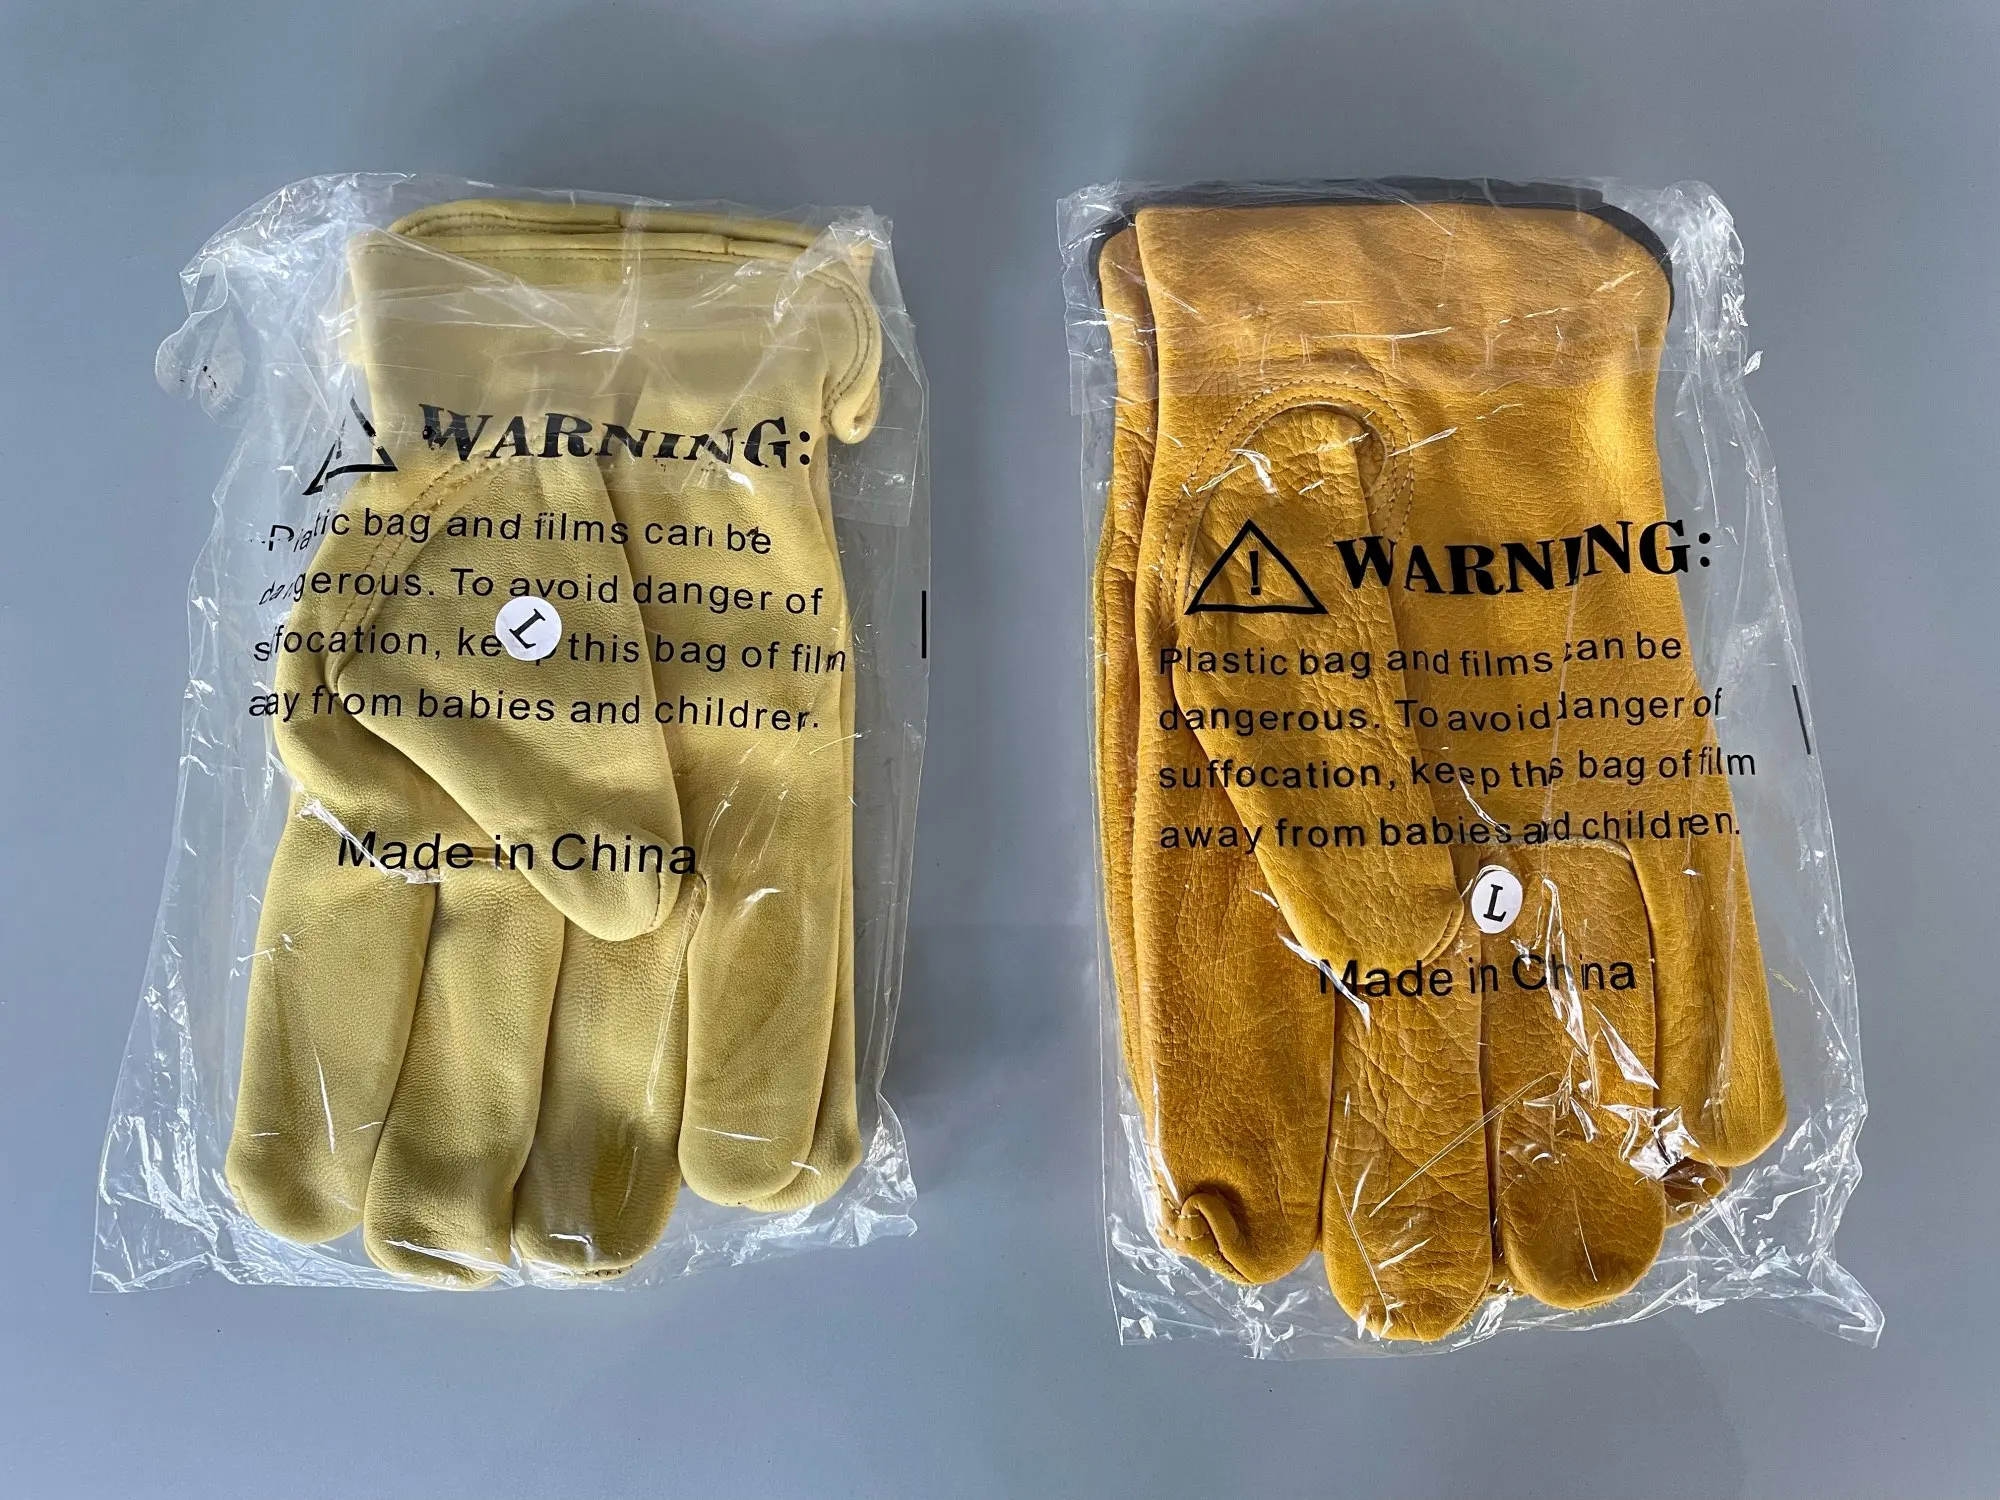 WARNING:
Plastic bag and films can be
dangerous. To avoid danger of
suffocation, keep this bag of film
away from babies and children.
L
Made in China
WARNING:
Plastic bag and films can be
dangerous. To avoid danger of
suffocation, keep this bag of film
away from babies and children.
L
Made in China